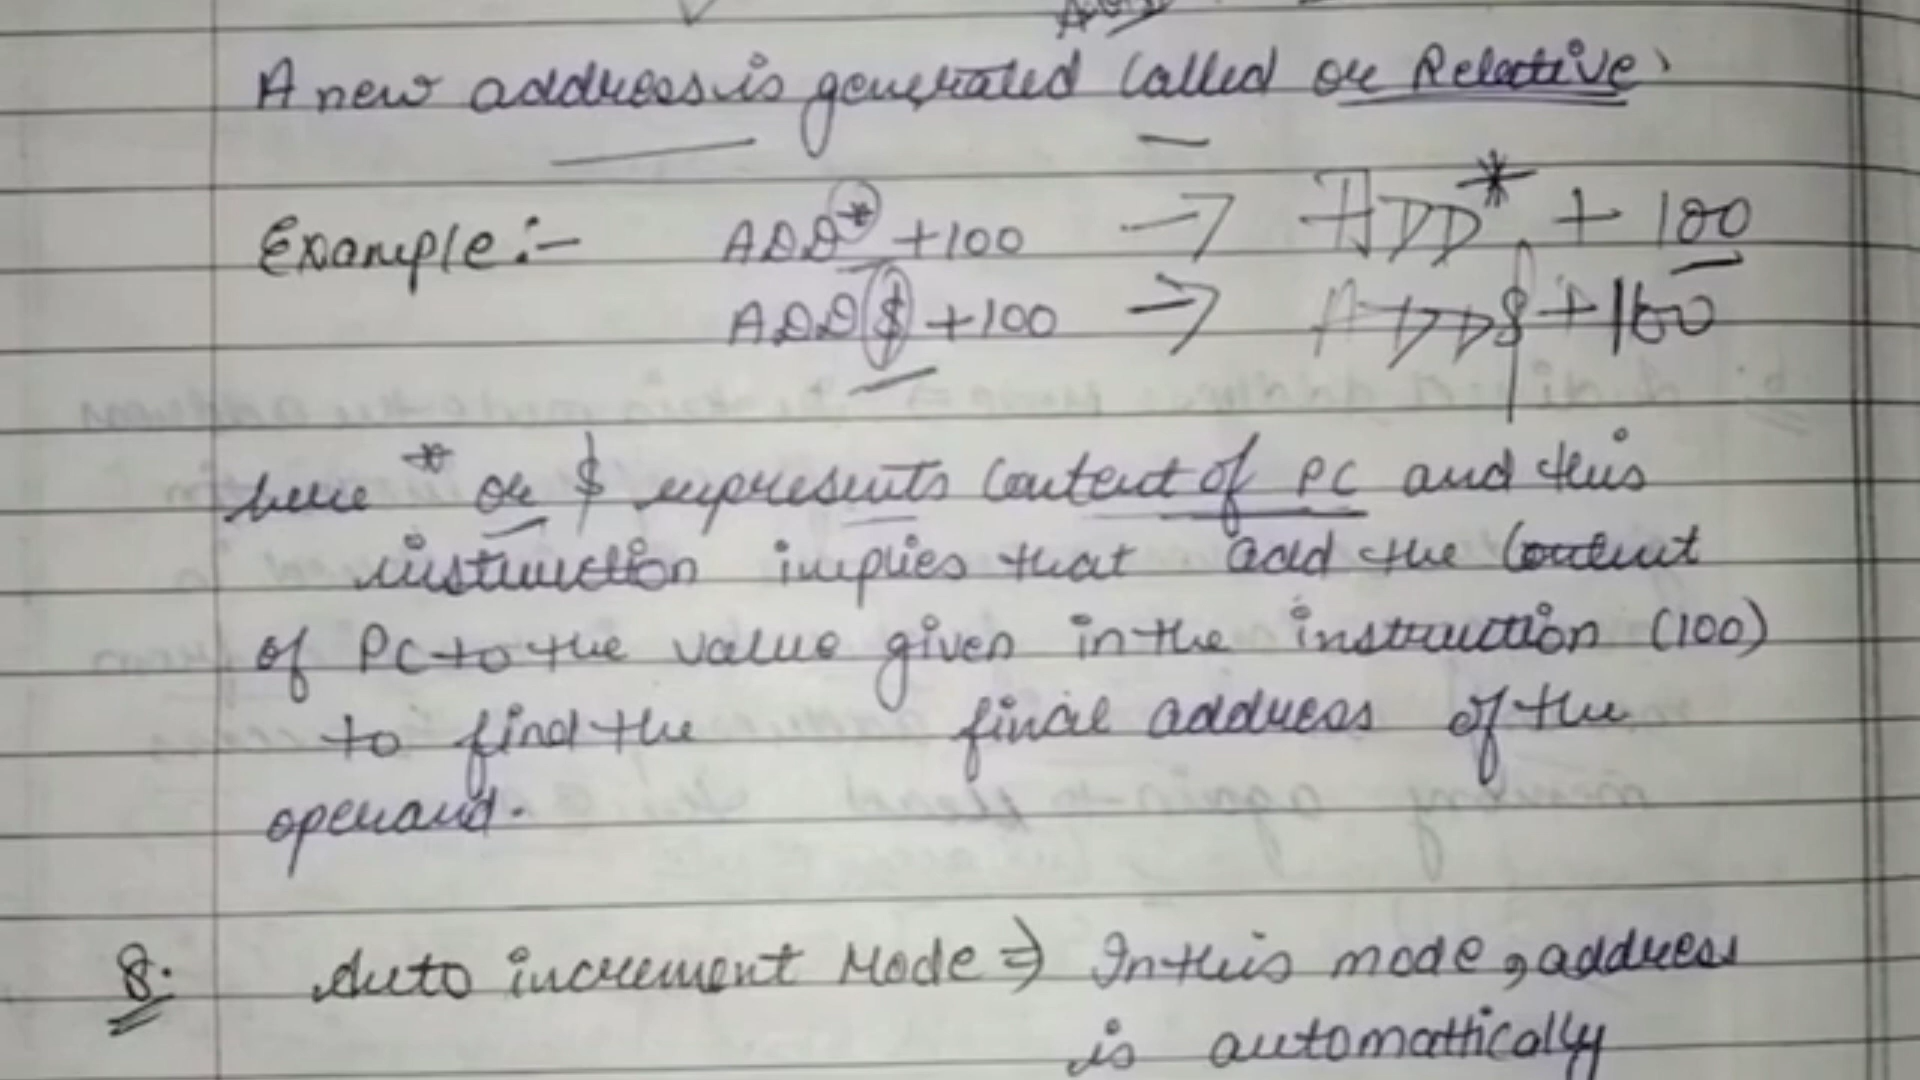 A new address is generated called or Relative
Example:- ADD* +100 → ADD* + 100
ADD$ +100 → ADD$ +100
here * or $ represents content of PC and this
instruction implies that add the content
of PC to the value given in the instruction (100)
to find the final address of the
operand.
8. Auto increment Mode ⇒ In this mode, address
is automatically